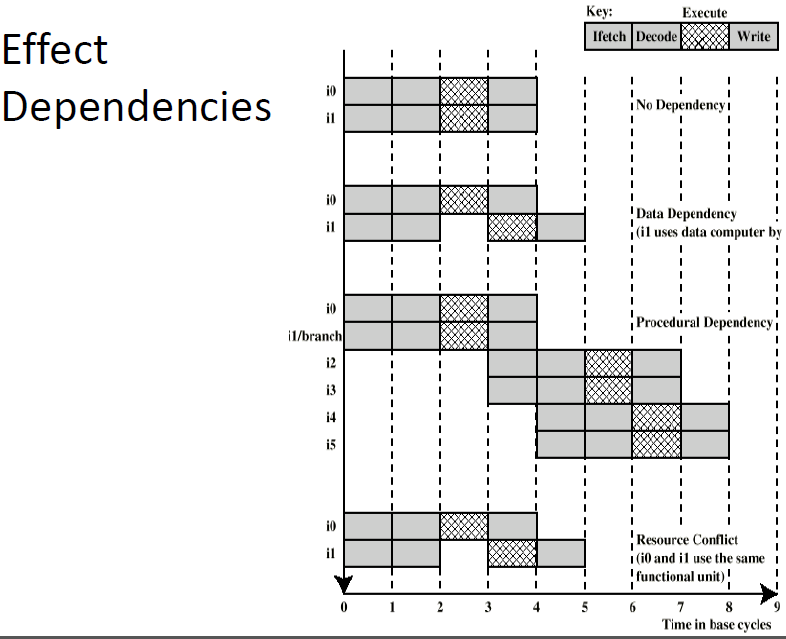 Effect
Dependencies
Key:
Execute
Ifetch Decode Write
i0
i1
No Dependency
i0
i1
Data Dependency
(i1 uses data computer by
i0
i1/branch
Procedural Dependency
i2
i3
i4
i5
i0
i1
Resource Conflict
(i0 and i1 use the same
functional unit)
0 1 2 3 4 5 6 7 8 9
Time in base cycles